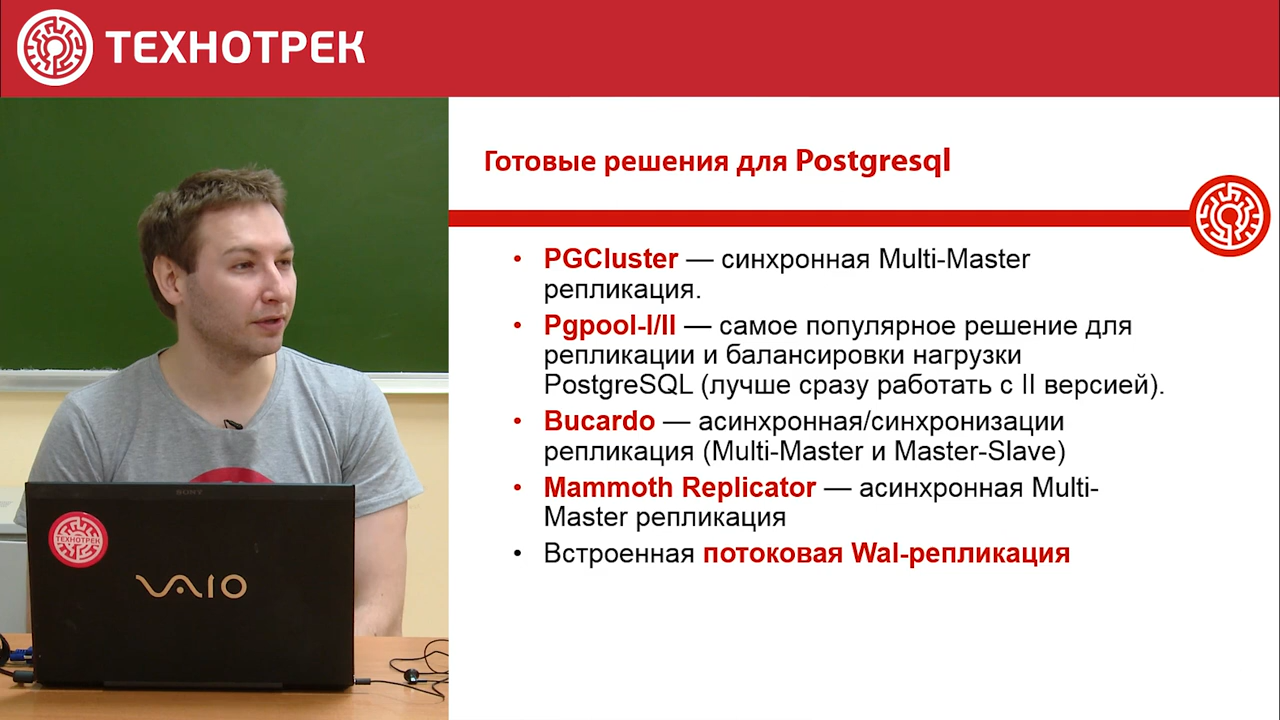 ТЕХНОТРЕК
Готовые решения для Postgresql
• PGCluster — синхронная Multi-Master
репликация.
• Pgpool-I/II — самое популярное решение для
репликации и балансировки нагрузки
PostgreSQL (лучше сразу работать с II версией).
• Bucardo — асинхронная/синхронизации
репликация (Multi-Master и Master-Slave)
• Mammoth Replicator — асинхронная Multi-
Master репликация
• Встроенная потоковая Wal-репликация
SONY
ТЕХНОТРЕК
VAIO